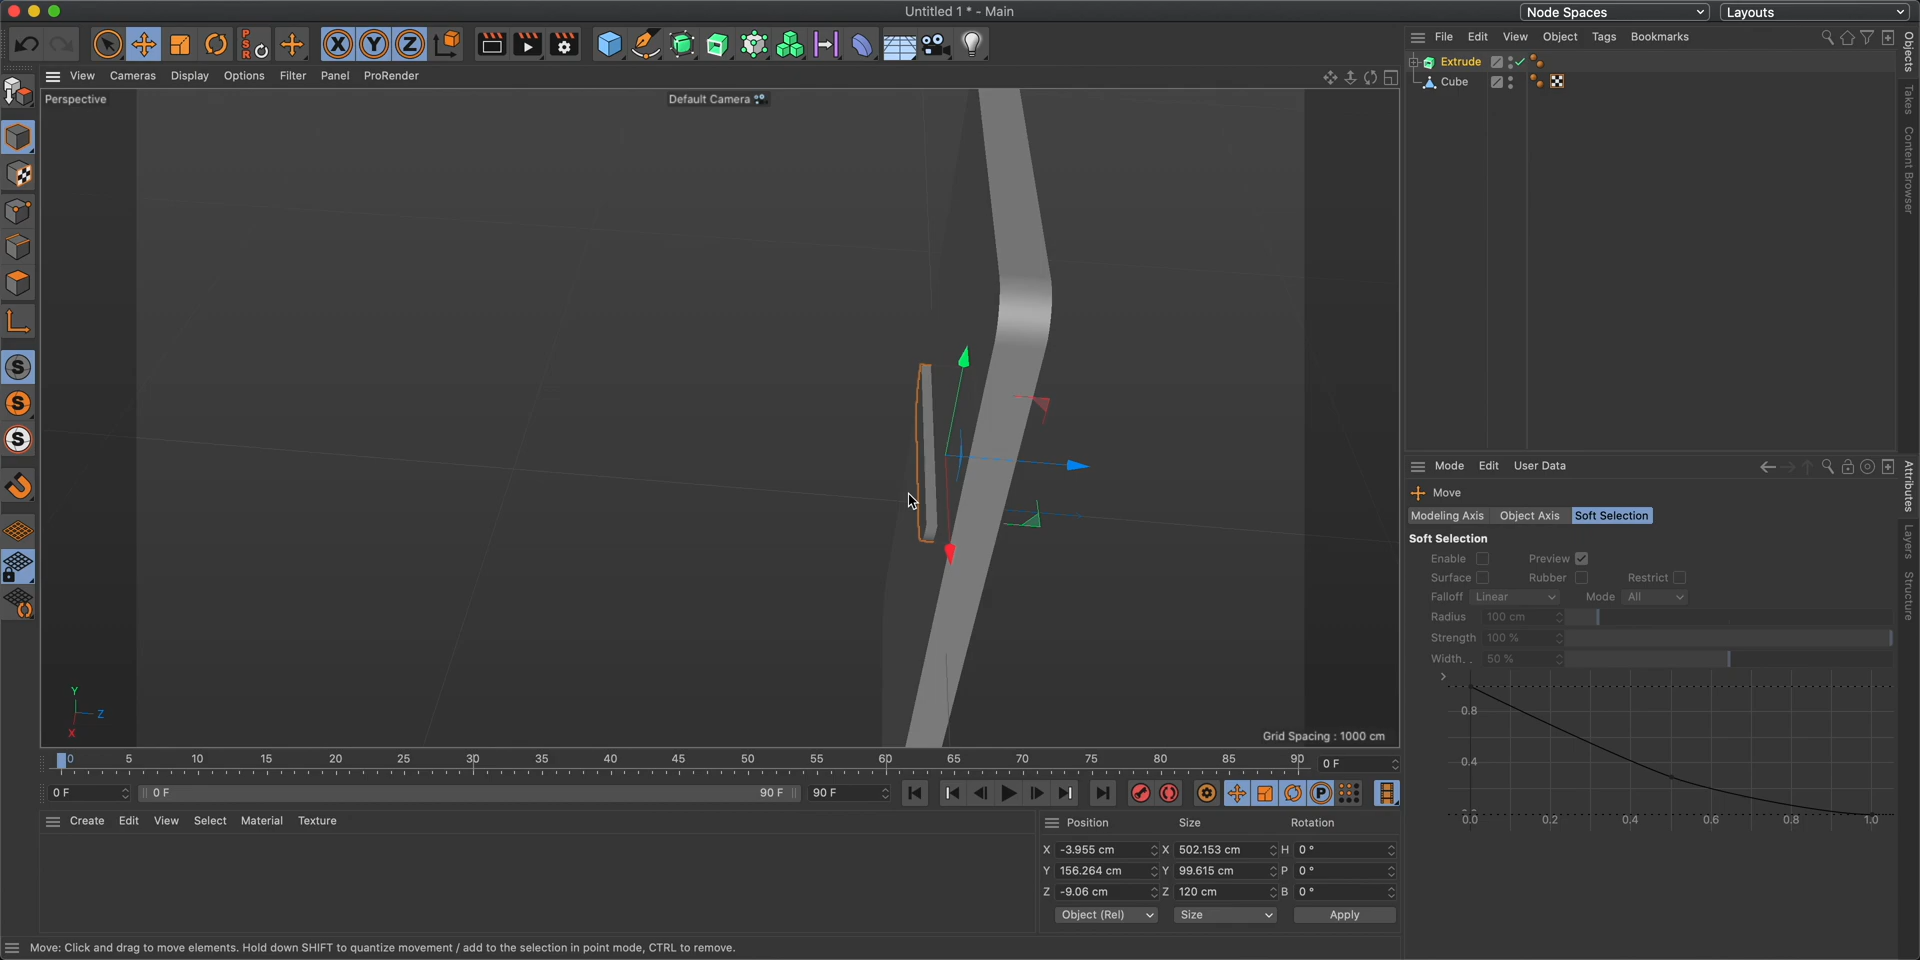 Untitled 1 * - Main
Node Spaces
Layouts
PSR
X Y Z
File Edit View Object Tags Bookmarks
View Cameras Display Options Filter Panel ProRender
Extrude
Cube
Perspective
Default Camera
Objects
Takes
Content Browser
S
S
S
Mode Edit User Data
Move
Modeling Axis Object Axis Soft Selection
Soft Selection
Enable Preview
Surface Rubber Restrict
Falloff Linear Mode All
Radius 100 cm
Strength 100 %
Width. . 50 %
0.8
0.4
0.0 0.2 0.4 0.6 0.8 1.0
Attributes
Layers
Structure
Y
Z
X
Grid Spacing : 1000 cm
0 5 10 15 20 25 30 35 40 45 50 55 60 65 70 75 80 85 90 0 F
0 F 0 F 90 F 90 F P
Create Edit View Select Material Texture
Position Size Rotation
X -3.955 cm X 502.153 cm H 0 °
Y 156.264 cm Y 99.615 cm P 0 °
Z -9.06 cm Z 120 cm B 0 °
Object (Rel) Size Apply
Move: Click and drag to move elements. Hold down SHIFT to quantize movement / add to the selection in point mode, CTRL to remove.